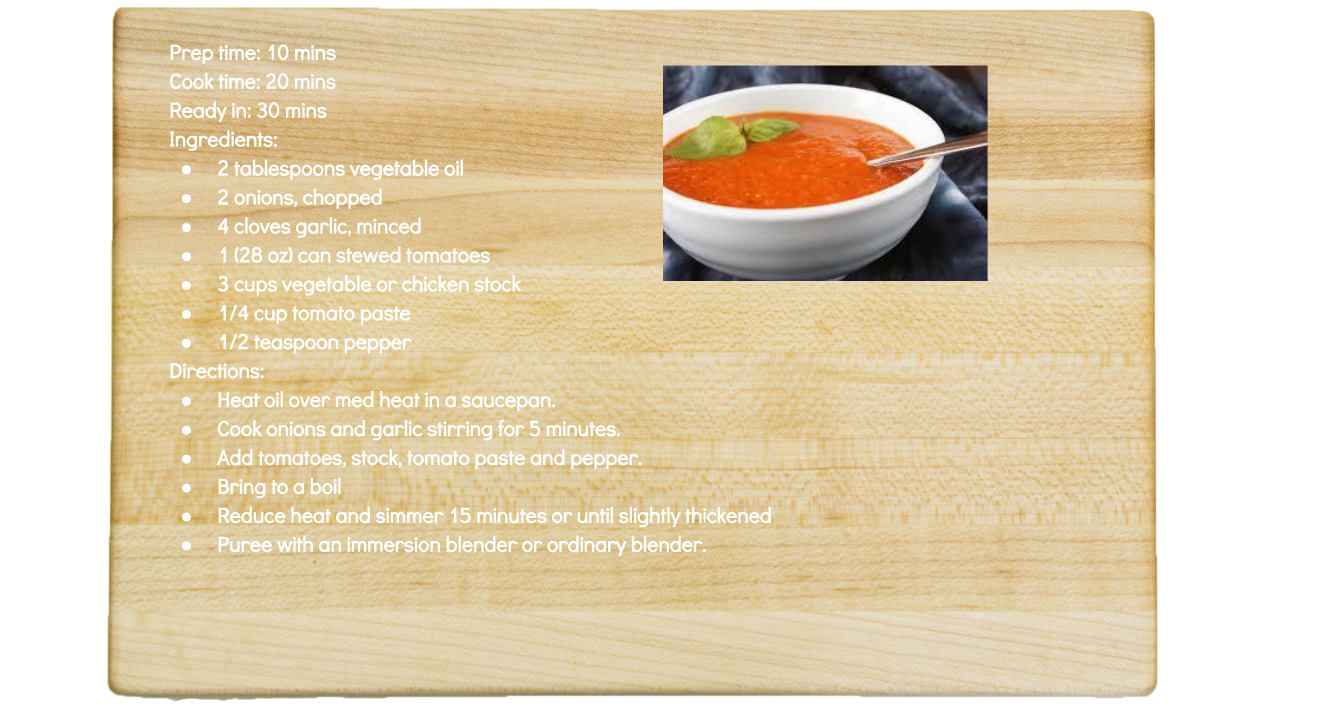 Prep time: 10 mins
Cook time: 20 mins
Ready in: 30 mins
Ingredients:
● 2 tablespoons vegetable oil
● 2 onions, chopped
● 4 cloves garlic, minced
● 1 (28 oz) can stewed tomatoes
● 3 cups vegetable or chicken stock
● 1/4 cup tomato paste
● 1/2 teaspoon pepper
Directions:
● Heat oil over med heat in a saucepan.
● Cook onions and garlic stirring for 5 minutes.
● Add tomatoes, stock, tomato paste and pepper.
● Bring to a boil
● Reduce heat and simmer 15 minutes or until slightly thickened
● Puree with an immersion blender or ordinary blender.